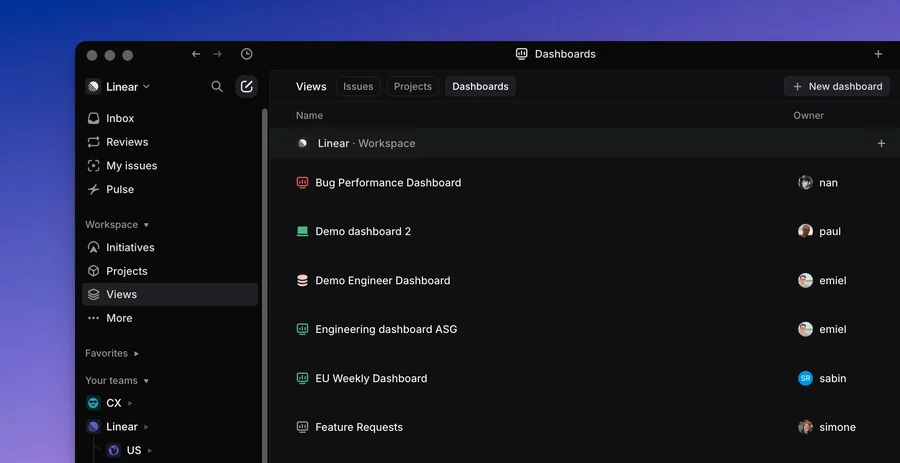 Dashboards
Linear
Views Issues Projects Dashboards New dashboard
Inbox
Reviews
My issues
Pulse
Workspace
Initiatives
Projects
Views
More
Favorites
Your teams
CX
Linear
US
Name Owner
Linear · Workspace
Bug Performance Dashboard nan
Demo dashboard 2 paul
Demo Engineer Dashboard emiel
Engineering dashboard ASG emiel
EU Weekly Dashboard SR sabin
Feature Requests simone